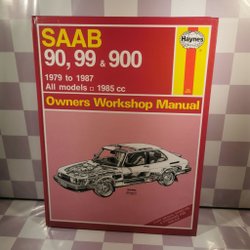 SAAB
Haynes
90, 99 & 900
1979 to 1987
All models □ 1985 cc
Owners Workshop Manual